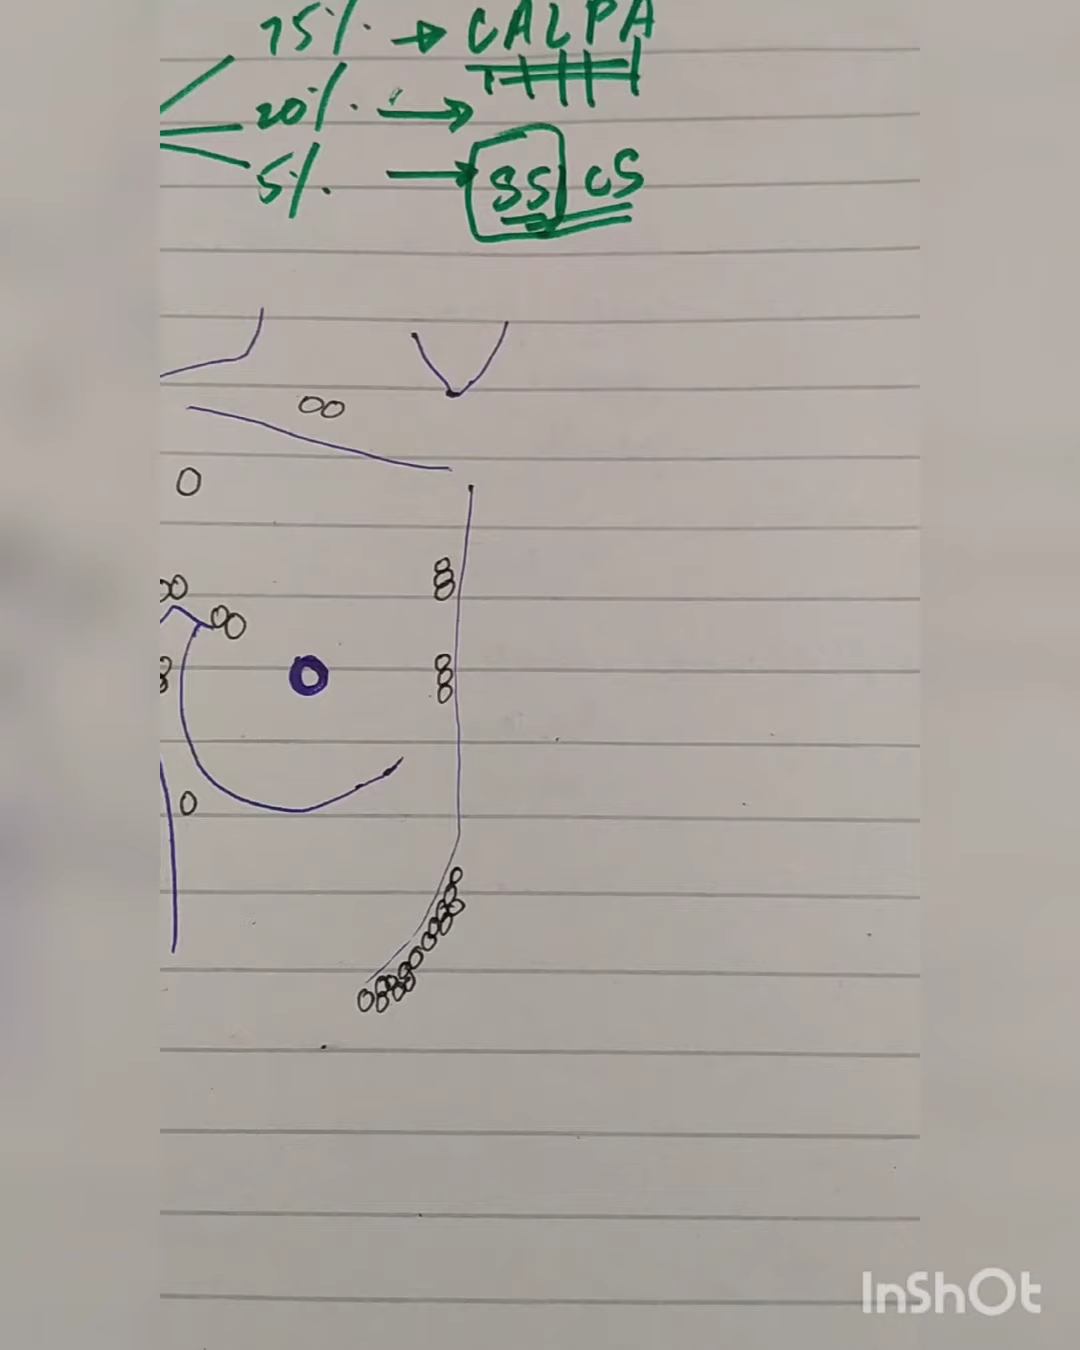 75%. → CALPA
20%. →
5%. → SS CS
InShOt